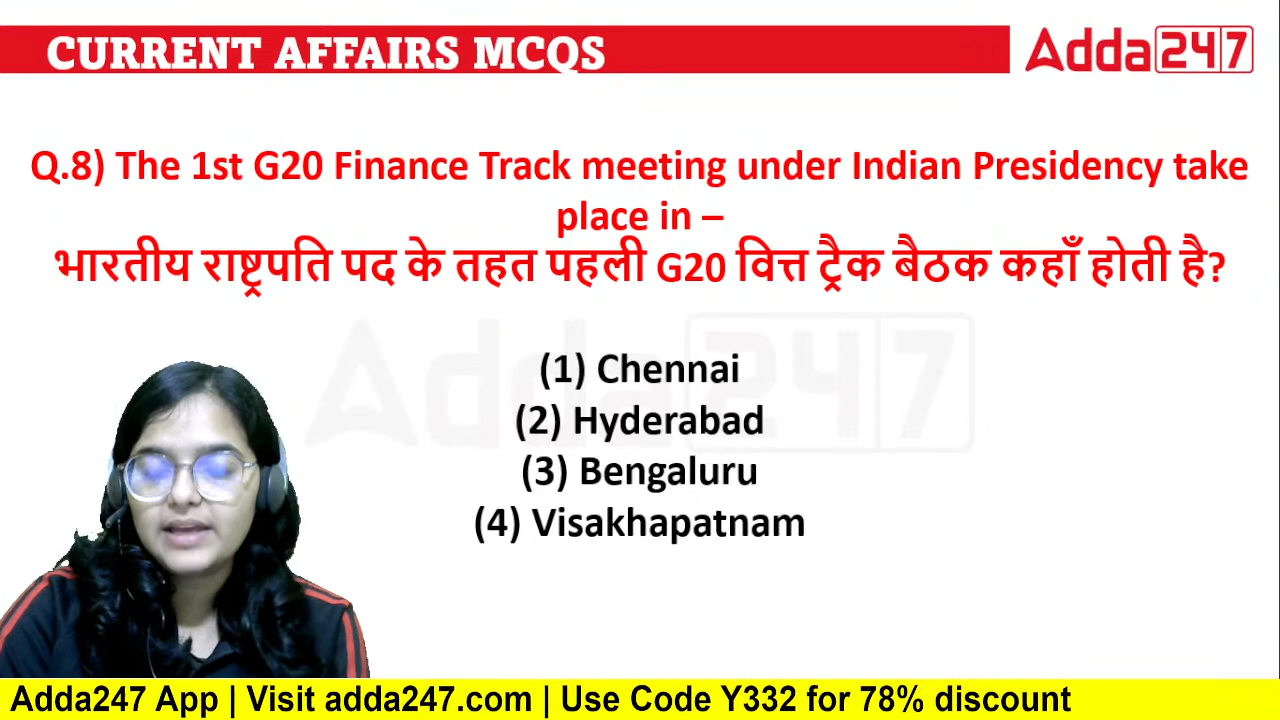 CURRENT AFFAIRS MCQS
Adda247
Q.8) The 1st G20 Finance Track meeting under Indian Presidency take
place in –
भारतीय राष्ट्रपति पद के तहत पहली G20 वित्त ट्रैक बैठक कहाँ होती है?
Adda247
(1) Chennai
(2) Hyderabad
(3) Bengaluru
(4) Visakhapatnam
Adda247 App | Visit adda247.com | Use Code Y332 for 78% discount